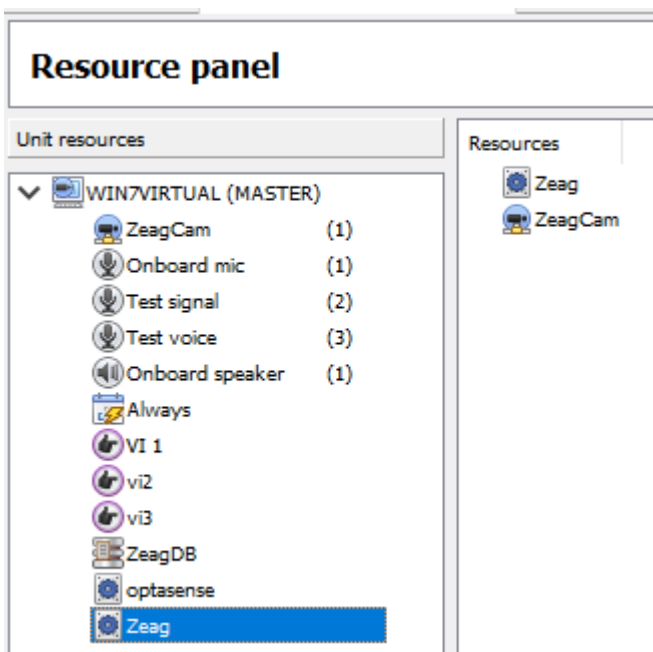 Resource panel
Unit resources
WIN7VIRTUAL (MASTER)
ZeagCam (1)
Onboard mic (1)
Test signal (2)
Test voice (3)
Onboard speaker (1)
Always
VI 1
vi2
vi3
ZeagDB
optasense
Zeag
Resources
Zeag
ZeagCam